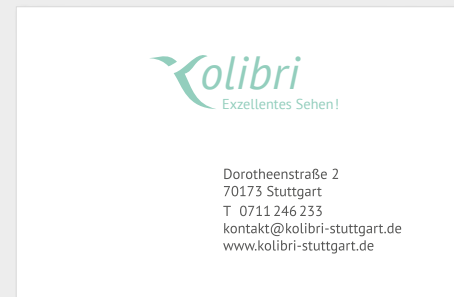 Kolibri
Exzellentes Sehen!
Dorotheenstraße 2
70173 Stuttgart
T 0711 246 233
kontakt@kolibri-stuttgart.de
www.kolibri-stuttgart.de